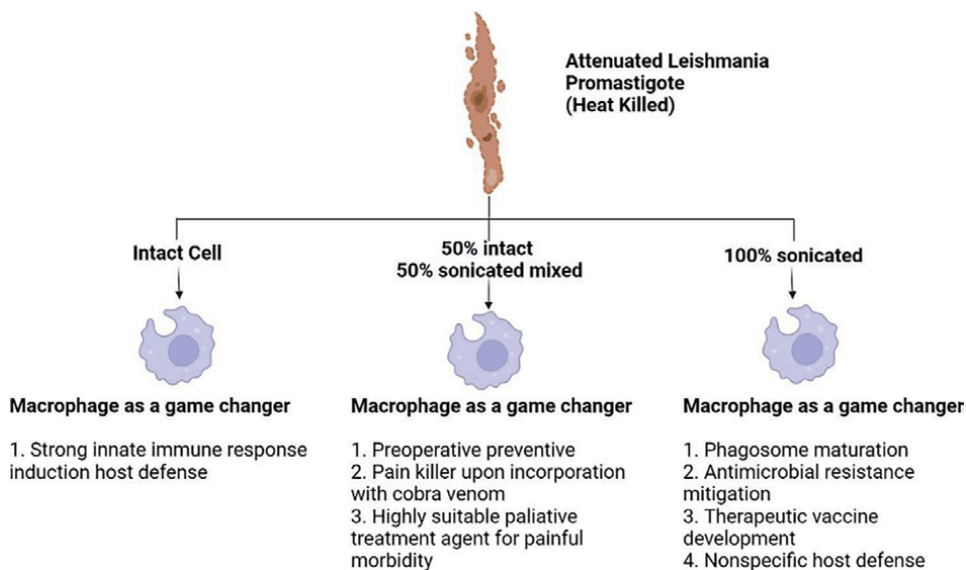 Attenuated Leishmania
Promastigote
(Heat Killed)
Intact Cell
50% intact
50% sonicated mixed
100% sonicated
Macrophage as a game changer
1. Strong innate immune response
induction host defense
Macrophage as a game changer
1. Preoperative preventive
2. Pain killer upon incorporation
with cobra venom
3. Highly suitable paliative
treatment agent for painful
morbidity
Macrophage as a game changer
1. Phagosome maturation
2. Antimicrobial resistance
mitigation
3. Therapeutic vaccine
development
4. Nonspecific host defense